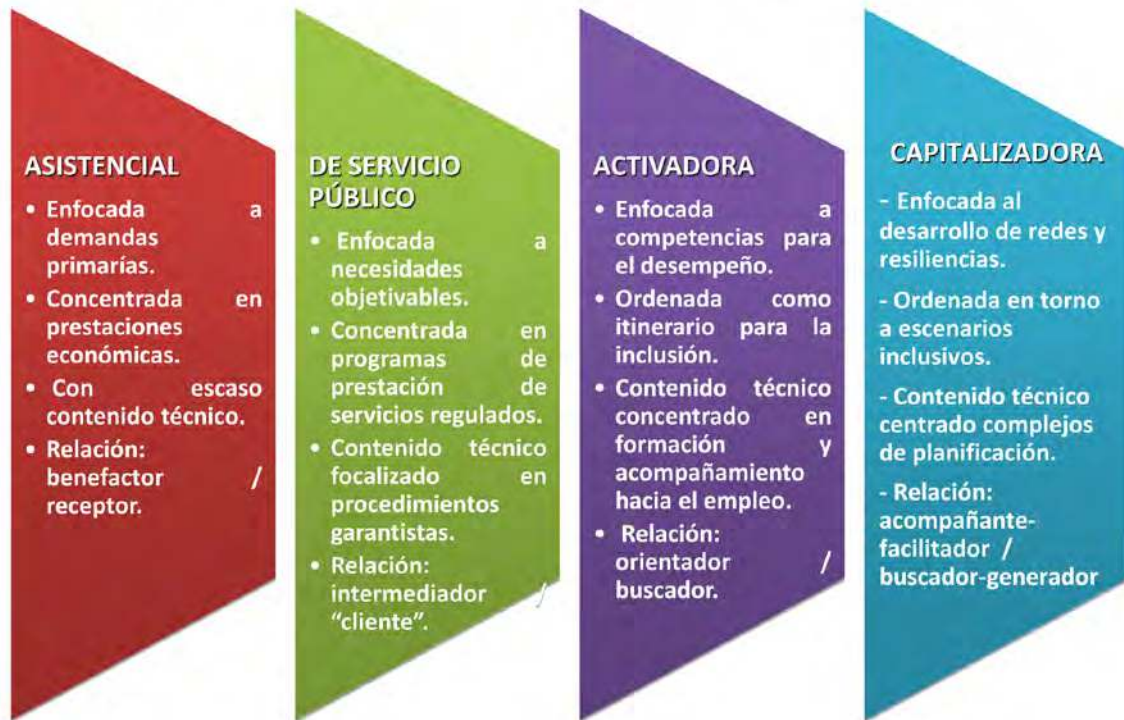 ASISTENCIAL
• Enfocada a
demandas
primarías.
• Concentrada en
prestaciones
económicas.
• Con escaso
contenido técnico.
• Relación:
benefactor /
receptor.
DE SERVICIO
PÚBLICO
• Enfocada a
necesidades
objetivables.
• Concentrada en
programas de
prestación de
servicios regulados.
• Contenido técnico
focalizado en
procedimientos
garantistas.
• Relación:
intermediador /
“cliente”.
ACTIVADORA
• Enfocada a
competencias para
el desempeño.
• Ordenada como
itinerario para la
inclusión.
• Contenido técnico
concentrado en
formación y
acompañamiento
hacia el empleo.
• Relación:
orientador /
buscador.
CAPITALIZADORA
- Enfocada al
desarrollo de redes y
resiliencias.
- Ordenada en torno
a escenarios
inclusivos.
- Contenido técnico
centrado complejos
de planificación.
- Relación:
acompañante-
facilitador /
buscador-generador